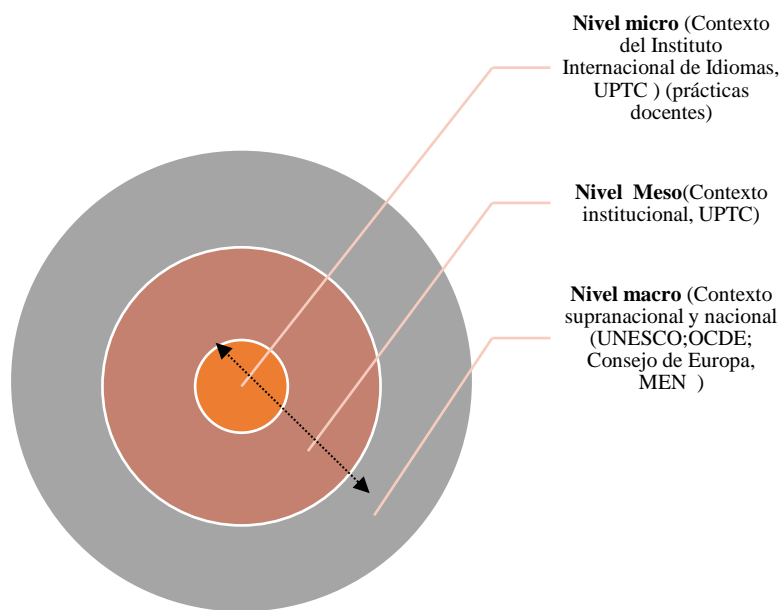 Nivel micro (Contexto
del Instituto
Internacional de Idiomas,
UPTC ) (prácticas
docentes)
Nivel Meso(Contexto
institucional, UPTC)
Nivel macro (Contexto
supranacional y nacional
(UNESCO;OCDE;
Consejo de Europa,
MEN )